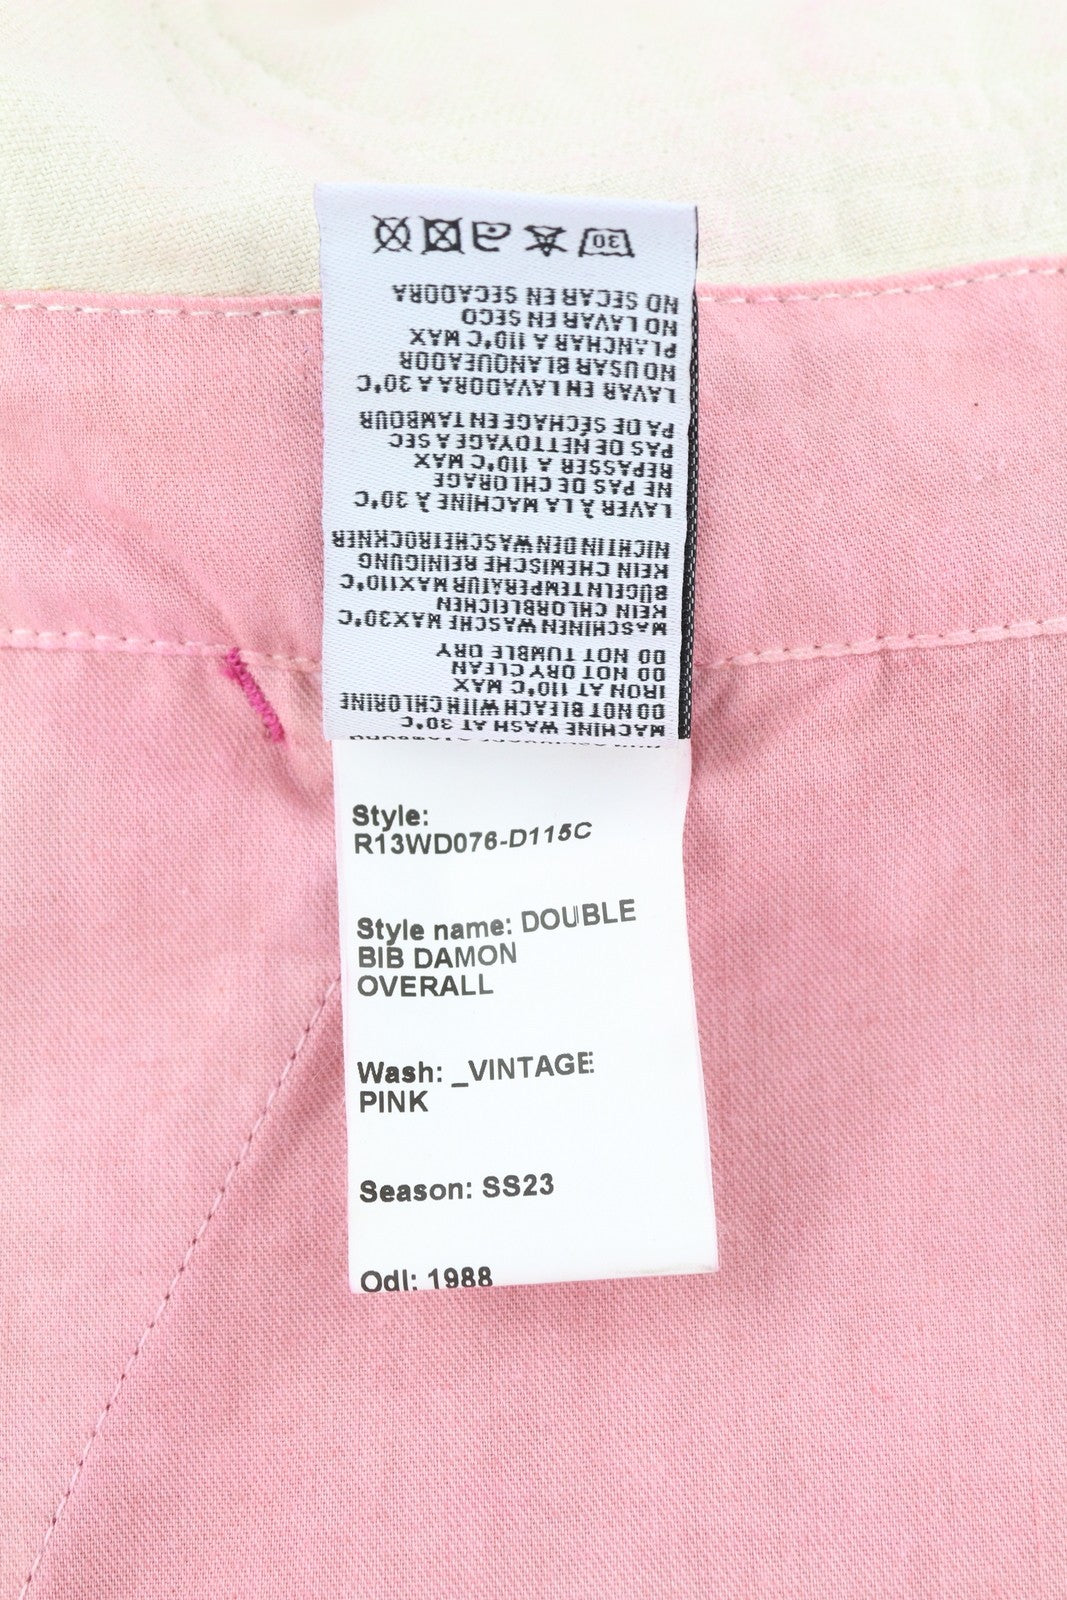 30
MACHINE WASH AT 30°C
DO NOT BLEACH WITH CHLORINE
IRON AT 110°C MAX
DO NOT DRY CLEAN
DO NOT TUMBLE DRY
MASCHINEN WASCHE MAX30°C
KEIN CHLORBLEICHEN
BÜGELN TEMPERATUR MAX110°C
KEIN CHEMISCHE REINIGUNG
NICHT IN DEN WASCHETROCKNER
LAVER À LA MACHINE À 30°C
NE PAS DE CHLORAGE
REPASSER A 110°C MAX
PAS DE NETTOYAGE A SEC
PA DE SÉCHAGE EN TAMBOUR
LAVAR EN LAVADORA A 30°C
NO USAR BLANQUEADOR
PLANCHAR A 110°C MAX
NO LAVAR EN SECO
NO SECAR EN SECADORA
Style:
R13WD076-D115C
Style name: DOUBLE
BIB DAMON
OVERALL
Wash: _VINTAGE
PINK
Season: SS23
Odl: 1988